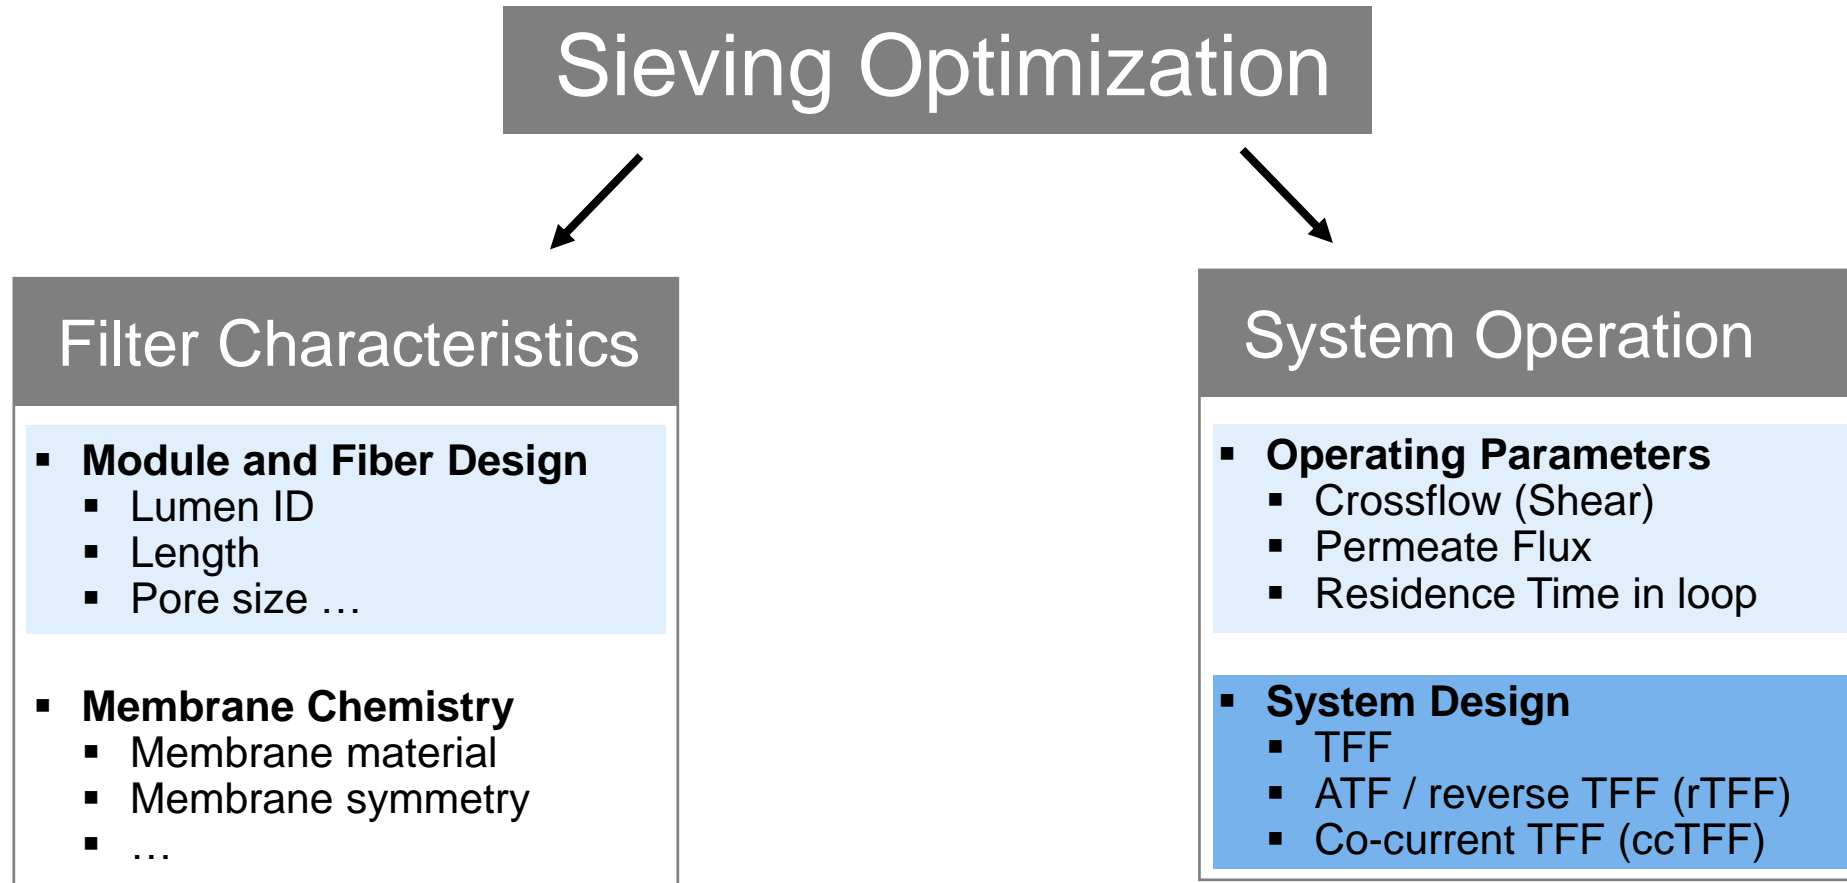 Sieving Optimization
Filter Characteristics
▪ Module and Fiber Design
▪ Lumen ID
▪ Length
▪ Pore size …
▪ Membrane Chemistry
▪ Membrane material
▪ Membrane symmetry
▪ …
System Operation
▪ Operating Parameters
▪ Crossflow (Shear)
▪ Permeate Flux
▪ Residence Time in loop
▪ System Design
▪ TFF
▪ ATF / reverse TFF (rTFF)
▪ Co-current TFF (ccTFF)